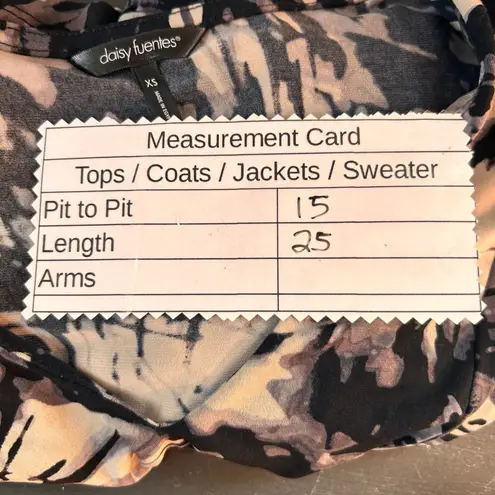 daisy fuentes®
XS
Measurement Card
Tops / Coats / Jackets / Sweater
Pit to Pit 15
Length 25
Arms